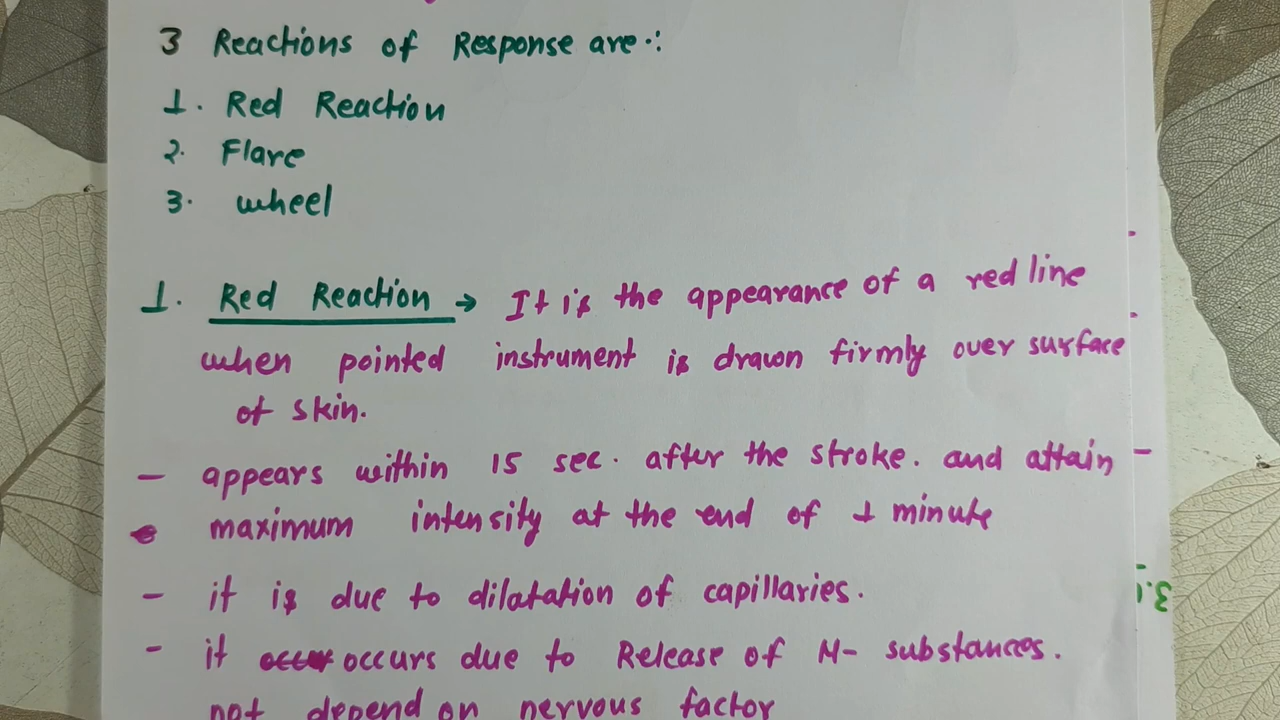 3 Reactions of Response are :
1. Red Reaction
2. Flare
3. wheel
1. Red Reaction → It is the appearance of a red line
when pointed instrument is drawn firmly over surface
of skin.
- appears within 15 sec. after the stroke. and attain
maximum intensity at the end of 1 minute
- it is due to dilatation of capillaries.
- it occurs due to Release of H- substances.
not depend on nervous factor